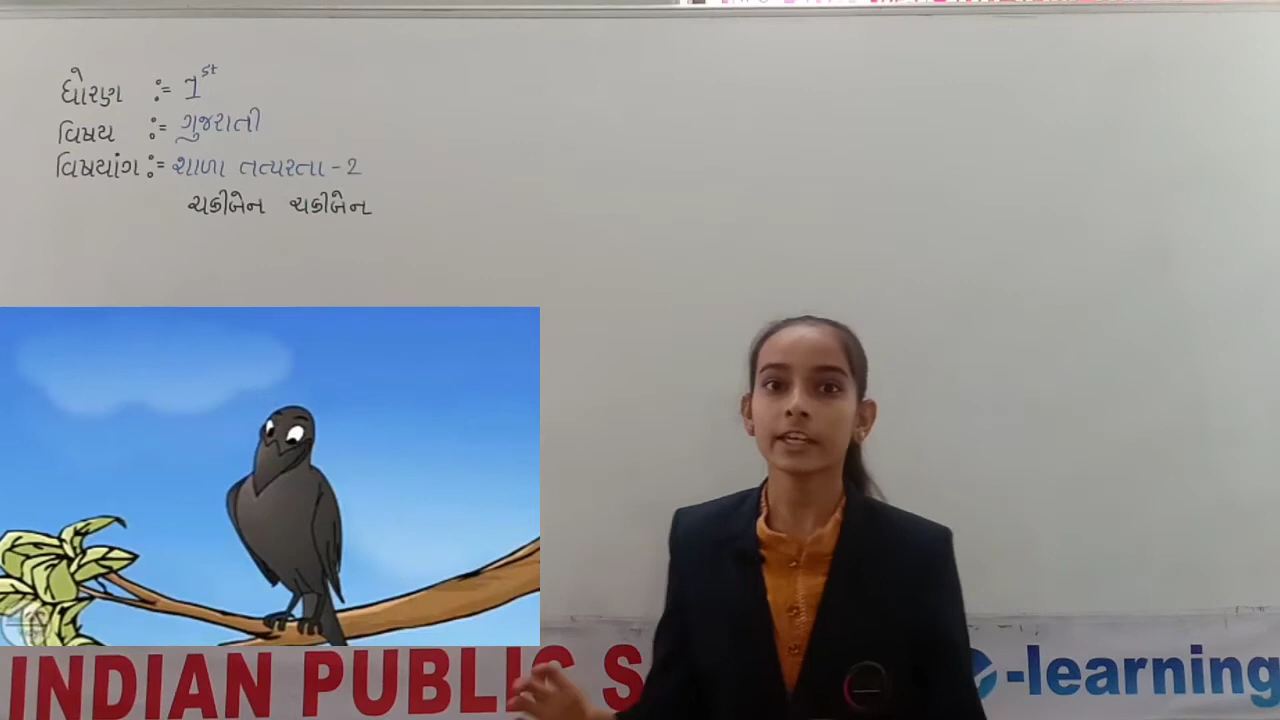 ધોરણ := 1st
વિષય := ગુજરાતી
વિષયાંગ := શાળા તત્પરતા - 2
ચકીબેન ચકીબેન
INDIAN PUBLIC S
e-learning